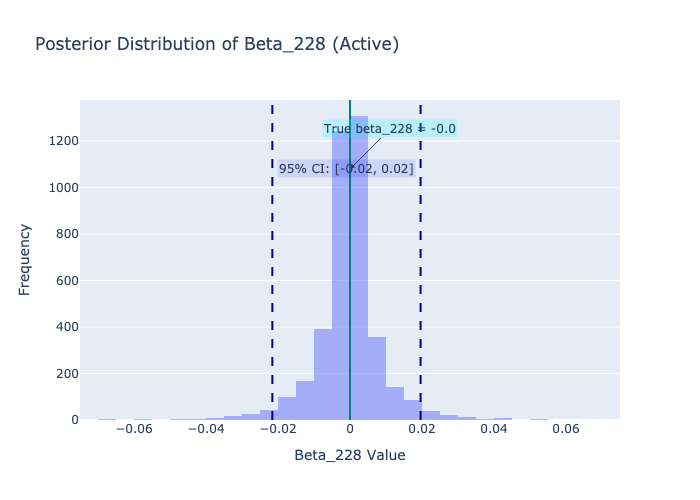 Posterior Distribution of Beta_228 (Active)
True beta_228 = -0.0
95% CI: [-0.02, 0.02]
1200
1000
800
600
400
200
0
Frequency
−0.06
−0.04
−0.02
0
0.02
0.04
0.06
Beta_228 Value